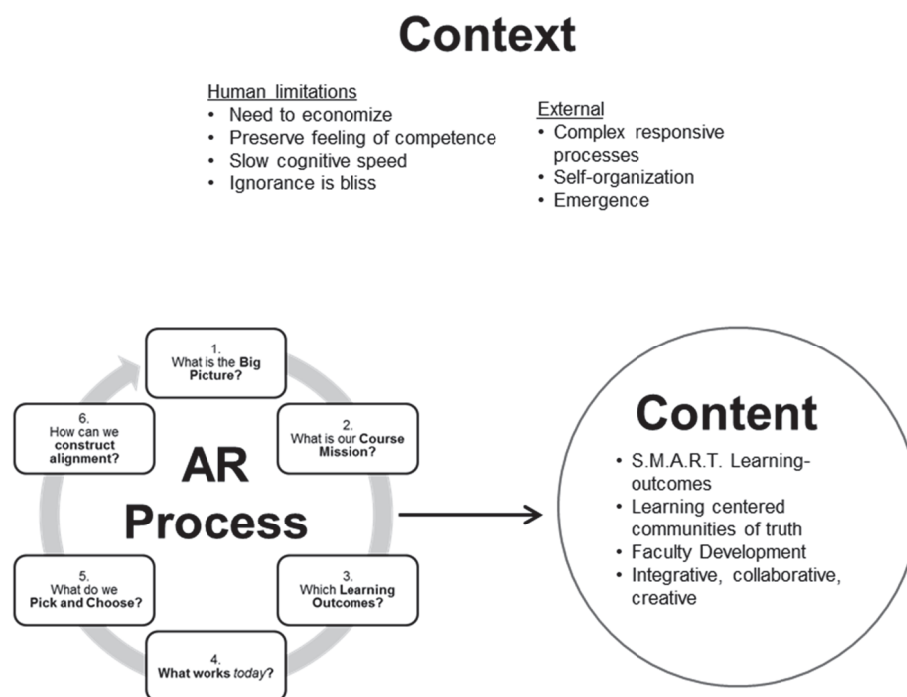 Context
Human limitations
• Need to economize
• Preserve feeling of competence
• Slow cognitive speed
• Ignorance is bliss
External
• Complex responsive
processes
• Self-organization
• Emergence
1.
What is the Big
Picture?
2.
What is our Course
Mission?
3.
Which Learning
Outcomes?
4.
What works today?
5.
What do we
Pick and Choose?
6.
How can we
construct
alignment?
AR
Process
Content
• S.M.A.R.T. Learning-
outcomes
• Learning centered
communities of truth
• Faculty Development
• Integrative, collaborative,
creative